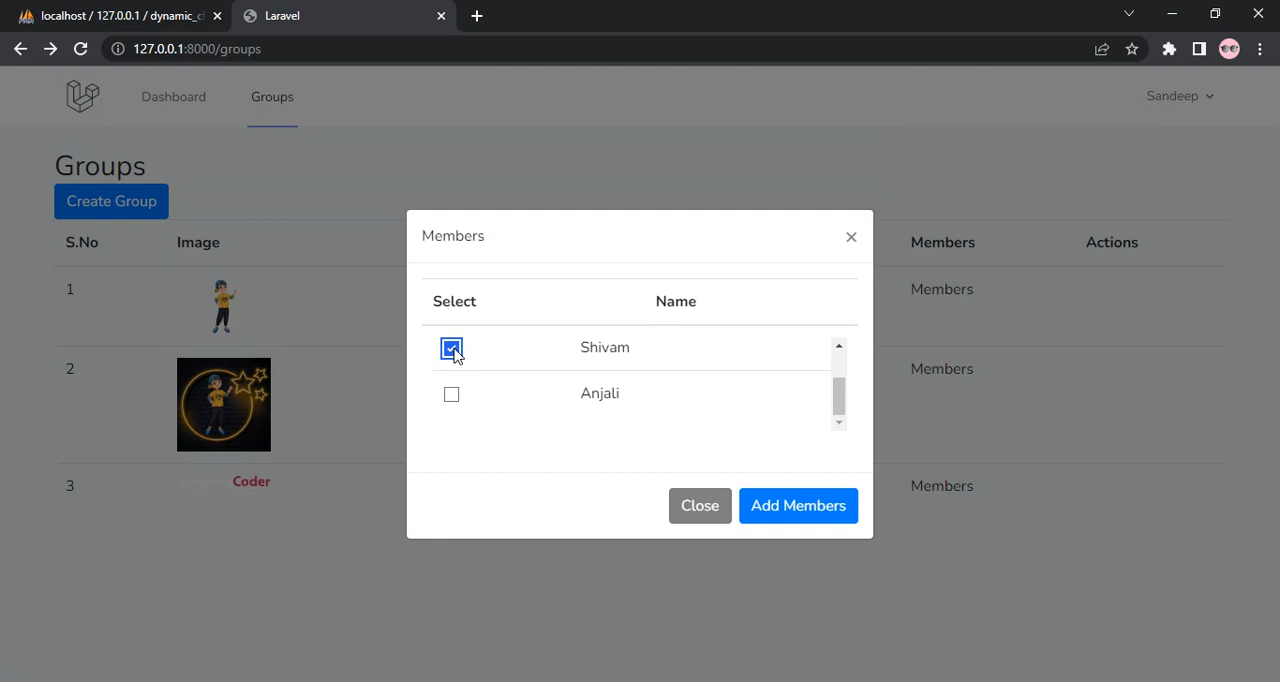 localhost / 127.0.0.1 / dynamic_c
Laravel
127.0.0.1:8000/groups
Dashboard
Groups
Sandeep
Groups
Create Group
S.No
Image
Members
Actions
1
Members
2
Members
3
Coder
Members
Members
Select
Name
Shivam
Anjali
Close
Add Members